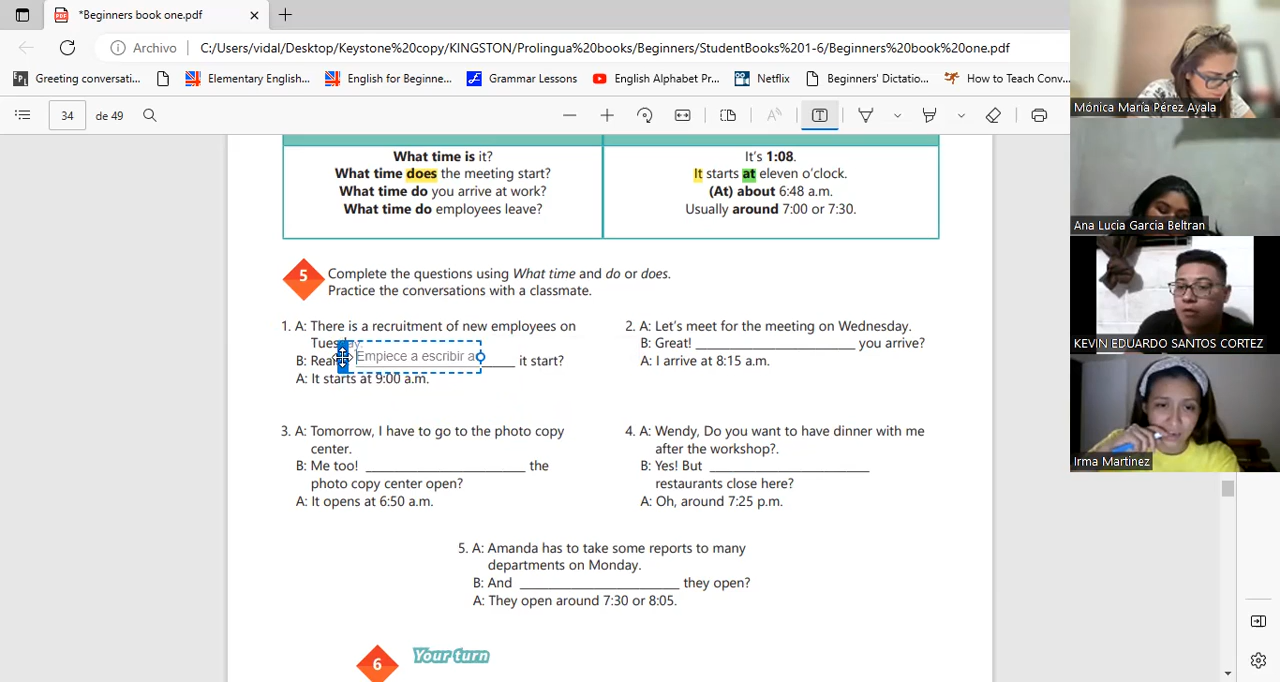 *Beginners book one.pdf
Archivo
C:/Users/vidal/Desktop/Keystone%20copy/KINGSTON/Prolingua%20books/Beginners/StudentBooks%201-6/Beginners%20book%20one.pdf
Greeting conversati...
Elementary English...
English for Beginne...
Grammar Lessons
English Alphabet Pr...
Netflix
Beginners' Dictatio...
How to Teach Conv...
34 de 49
What time is it?
What time does the meeting start?
What time do you arrive at work?
What time do employees leave?
It's 1:08.
It starts at eleven o'clock.
(At) about 6:48 a.m.
Usually around 7:00 or 7:30.
5
Complete the questions using What time and do or does.
Practice the conversations with a classmate.
1. A: There is a recruitment of new employees on
Tuesday.
B: Empiece a escribir a ______ it start?
A: It starts at 9:00 a.m.
2. A: Let's meet for the meeting on Wednesday.
B: Great! ______ you arrive?
A: I arrive at 8:15 a.m.
3. A: Tomorrow, I have to go to the photo copy
center.
B: Me too! ______ the
photo copy center open?
A: It opens at 6:50 a.m.
4. A: Wendy, Do you want to have dinner with me
after the workshop?.
B: Yes! But ______
restaurants close here?
A: Oh, around 7:25 p.m.
5. A: Amanda has to take some reports to many
departments on Monday.
B: And ______ they open?
A: They open around 7:30 or 8:05.
6
Your turn
Mónica María Pérez Ayala
Ana Lucia Garcia Beltran
KEVIN EDUARDO SANTOS CORTEZ
Irma Martinez